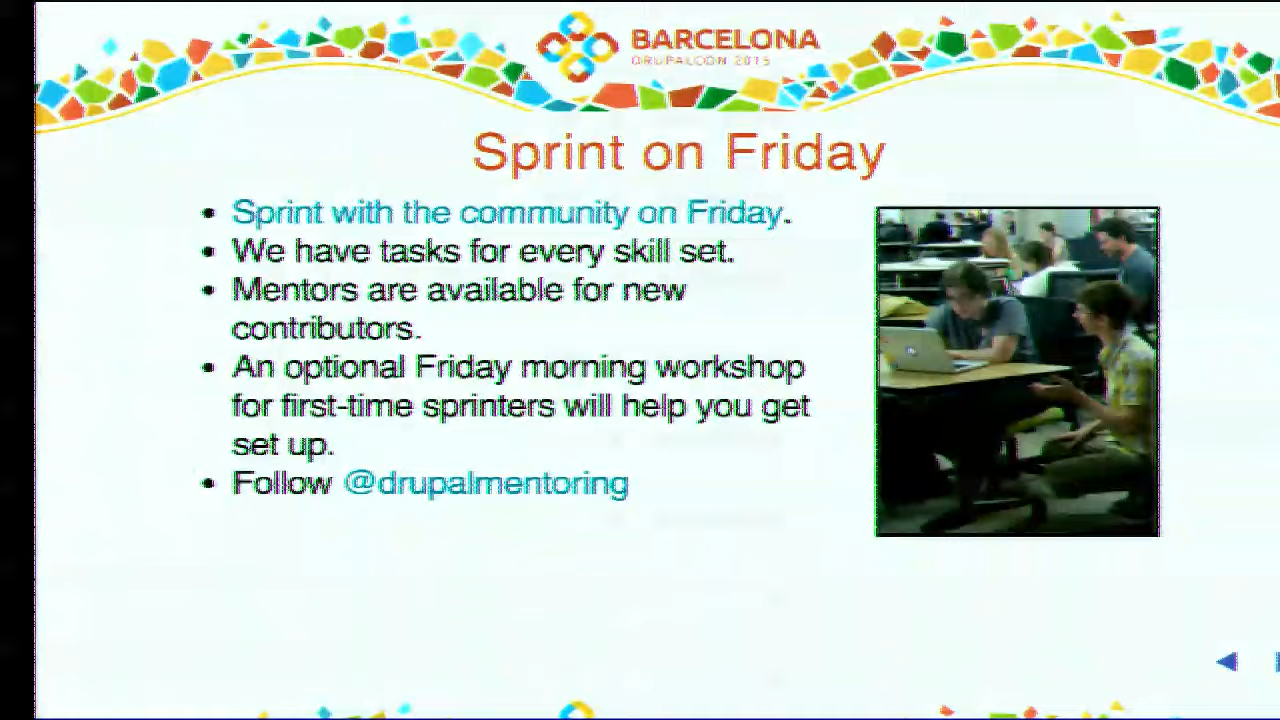 BARCELONA
DRUPALCON 2015
Sprint on Friday
• Sprint with the community on Friday.
• We have tasks for every skill set.
• Mentors are available for new
contributors.
• An optional Friday morning workshop
for first-time sprinters will help you get
set up.
• Follow @drupalmentoring